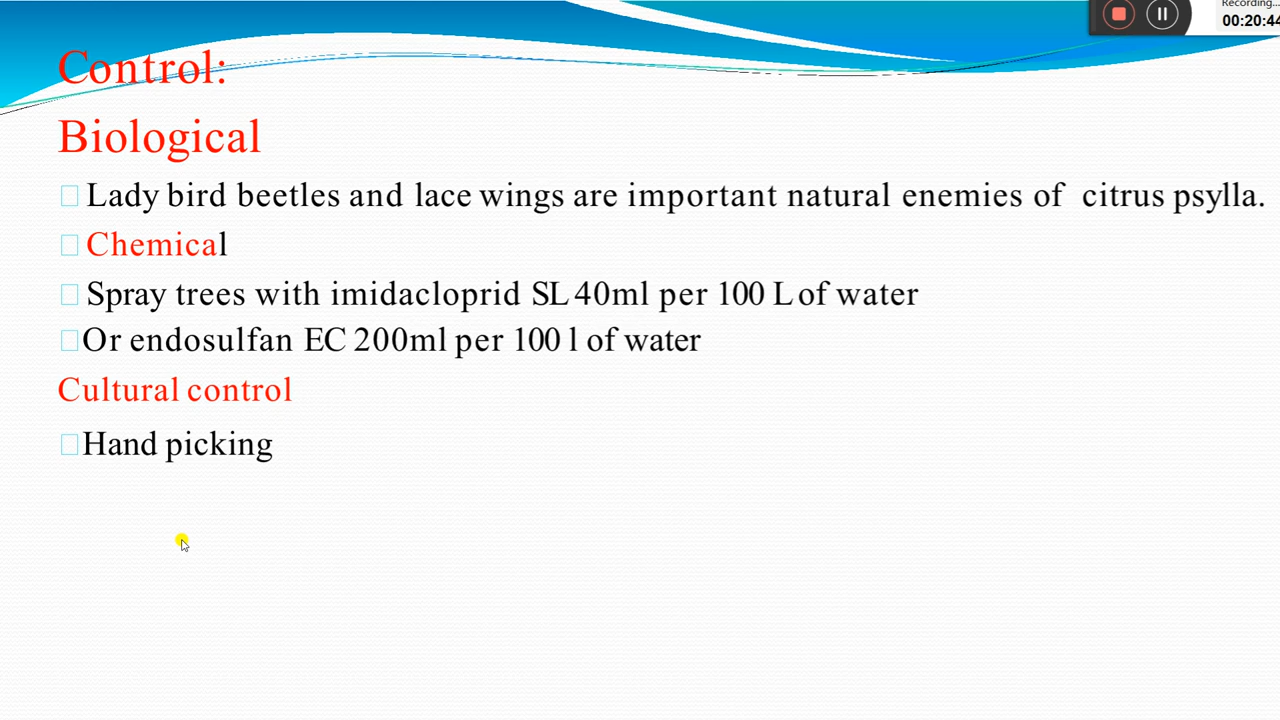 Recording...
00:20:44
Control:
Biological
Lady bird beetles and lace wings are important natural enemies of citrus psylla.
Chemical
Spray trees with imidacloprid SL 40ml per 100 L of water
Or endosulfan EC 200ml per 100 l of water
Cultural control
Hand picking